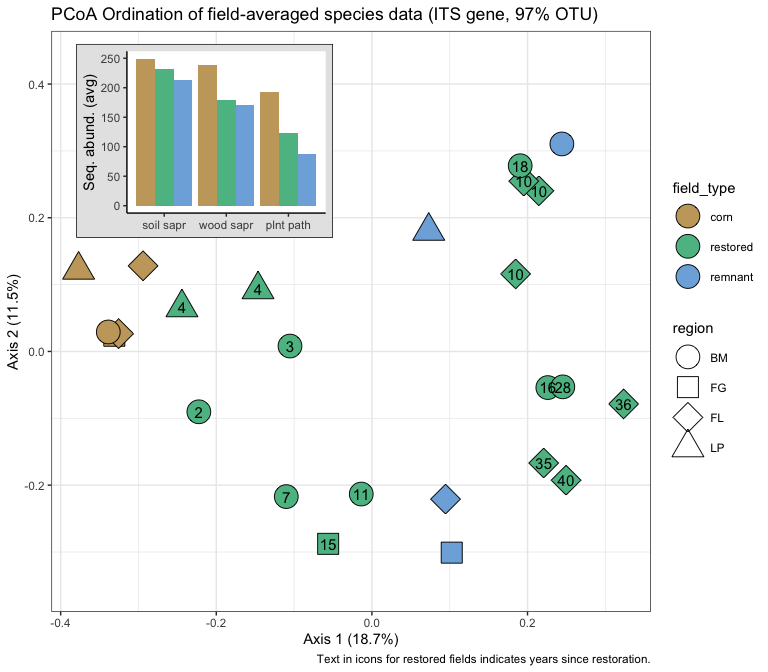 PCoA Ordination of field-averaged species data (ITS gene, 97% OTU)
Axis 2 (11.5%)
0.4
0.2
0.0
-0.2
Seq. abund. (avg)
250
200
150
100
50
0
soil sapr
wood sapr
plnt path
18
10
10
10
4
4
3
2
16
28
36
35
40
7
11
15
-0.4
-0.2
0.0
0.2
Axis 1 (18.7%)
Text in icons for restored fields indicates years since restoration.
field_type
corn
restored
remnant
region
BM
FG
FL
LP